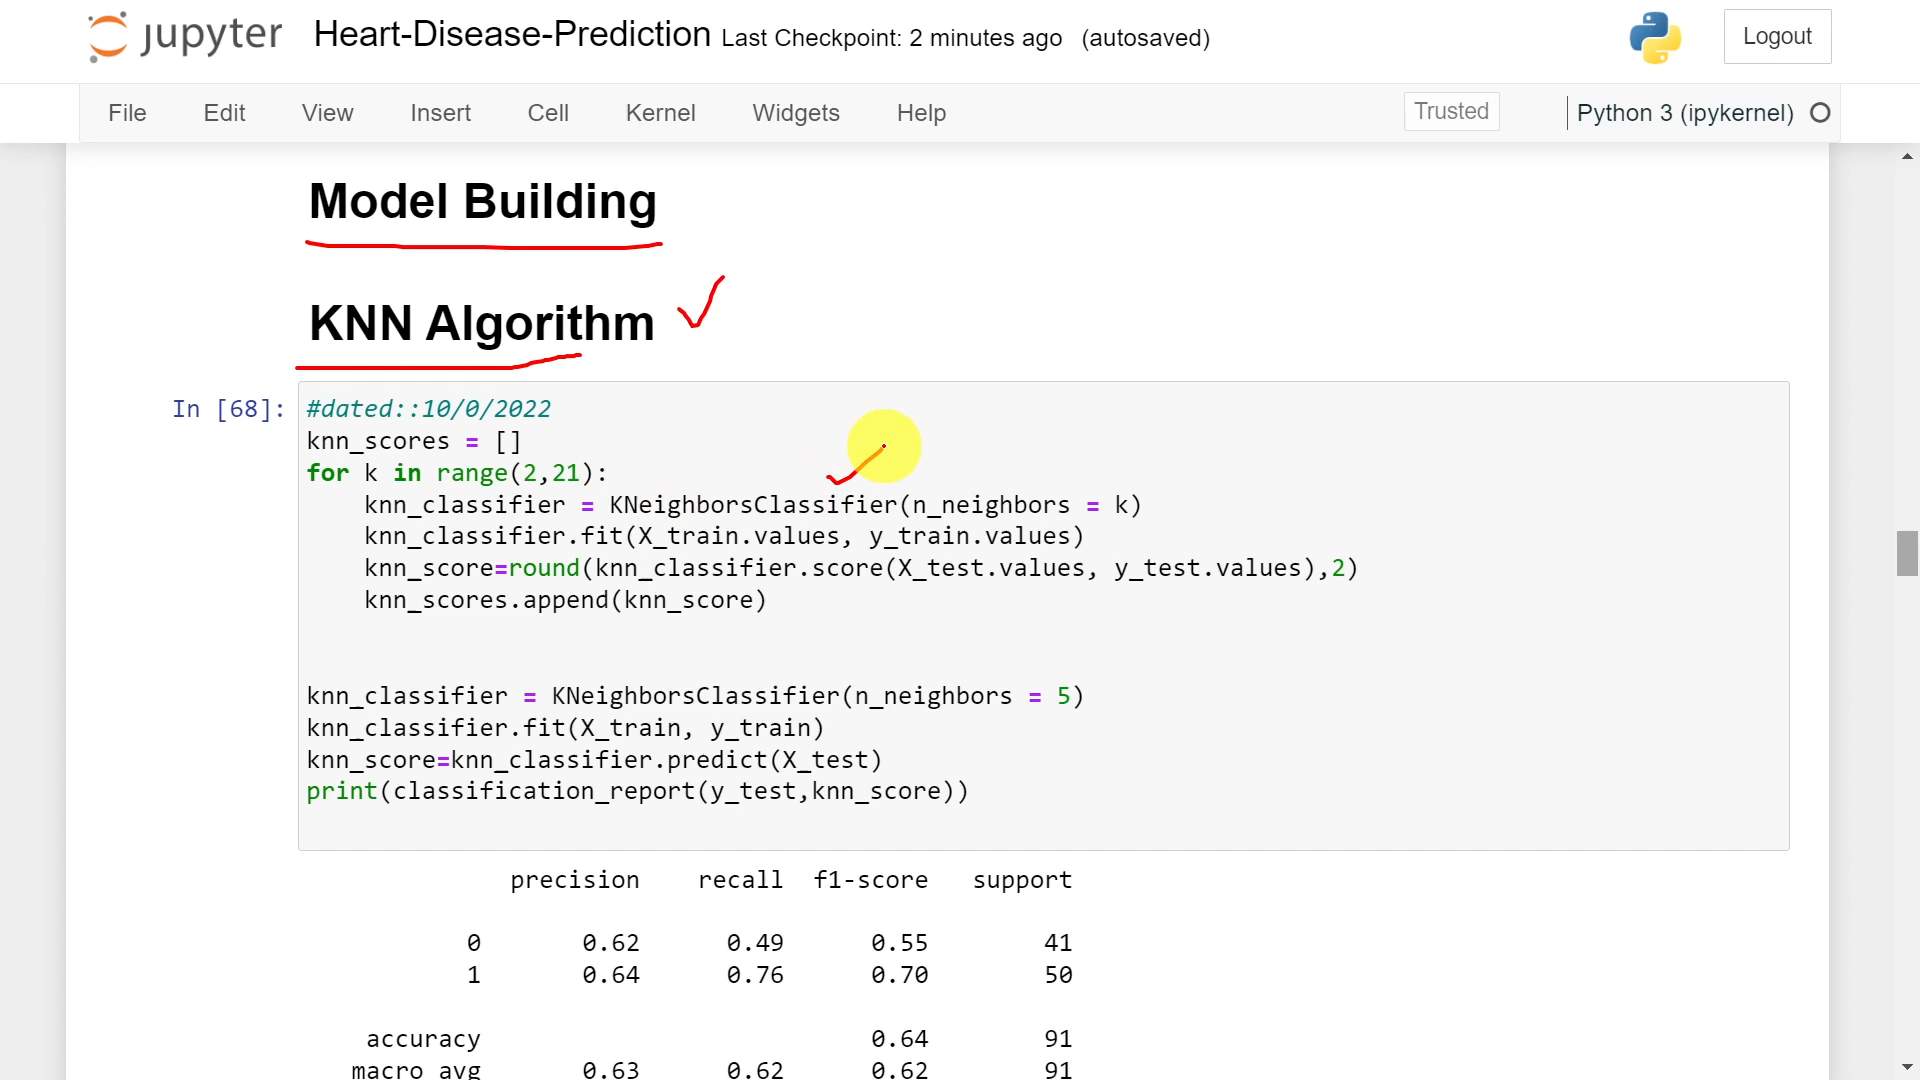 jupyter Heart-Disease-Prediction Last Checkpoint: 2 minutes ago (autosaved) Logout
File Edit View Insert Cell Kernel Widgets Help Trusted Python 3 (ipykernel)
Model Building
KNN Algorithm
In [68]: #dated::10/0/2022
knn_scores = []
for k in range(2,21):
    knn_classifier = KNeighborsClassifier(n_neighbors = k)
    knn_classifier.fit(X_train.values, y_train.values)
    knn_score=round(knn_classifier.score(X_test.values, y_test.values),2)
    knn_scores.append(knn_score)
knn_classifier = KNeighborsClassifier(n_neighbors = 5)
knn_classifier.fit(X_train, y_train)
knn_score=knn_classifier.predict(X_test)
print(classification_report(y_test,knn_score))
precision recall f1-score support
0 0.62 0.49 0.55 41
1 0.64 0.76 0.70 50
accuracy 0.64 91
macro avg 0.63 0.62 0.62 91